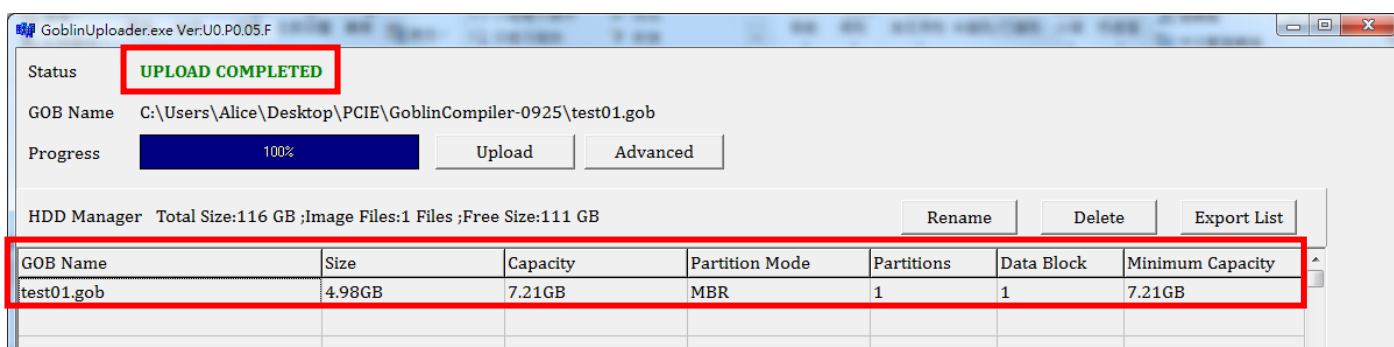 GoblinUploader.exe Ver:U0.P0.05.F
Status UPLOAD COMPLETED
GOB Name C:\Users\Alice\Desktop\PCIE\GoblinCompiler-0925\test01.gob
Progress 100% Upload Advanced
HDD Manager Total Size:116 GB ;Image Files:1 Files ;Free Size:111 GB Rename Delete Export List
GOB Name Size Capacity Partition Mode Partitions Data Block Minimum Capacity
test01.gob 4.98GB 7.21GB MBR 1 1 7.21GB